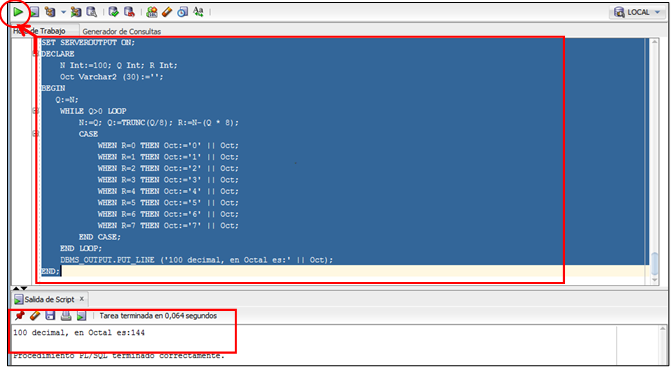 LOCAL
Hoja de Trabajo Generador de Consultas
SET SERVEROUTPUT ON;
DECLARE
N Int:=100; Q Int; R Int;
Oct Varchar2 (30):='';
BEGIN
Q:=N;
WHILE Q>0 LOOP
N:=Q; Q:=TRUNC(Q/8); R:=N-(Q * 8);
CASE
WHEN R=0 THEN Oct:='0' || Oct;
WHEN R=1 THEN Oct:='1' || Oct;
WHEN R=2 THEN Oct:='2' || Oct;
WHEN R=3 THEN Oct:='3' || Oct;
WHEN R=4 THEN Oct:='4' || Oct;
WHEN R=5 THEN Oct:='5' || Oct;
WHEN R=6 THEN Oct:='6' || Oct;
WHEN R=7 THEN Oct:='7' || Oct;
END CASE;
END LOOP;
DBMS_OUTPUT.PUT_LINE ('100 decimal, en Octal es:' || Oct);
END;
Salida de Script x
Tarea terminada en 0,064 segundos
100 decimal, en Octal es:144
Procedimiento PL/SQL terminado correctamente.